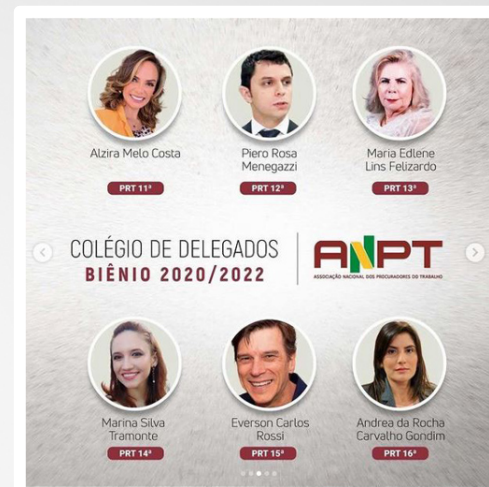 Alzira Melo Costa
PRT 11ª
Piero Rosa
Menegazzi
PRT 12ª
Maria Edlene
Lins Felizardo
PRT 13ª
COLÉGIO DE DELEGADOS
BIÊNIO 2020/2022
ANPT
ASSOCIAÇÃO NACIONAL DOS PROCURADORES DO TRABALHO
Marina Silva
Tramonte
PRT 14ª
Everson Carlos
Rossi
PRT 15ª
Andrea da Rocha
Carvalho Gondim
PRT 16ª